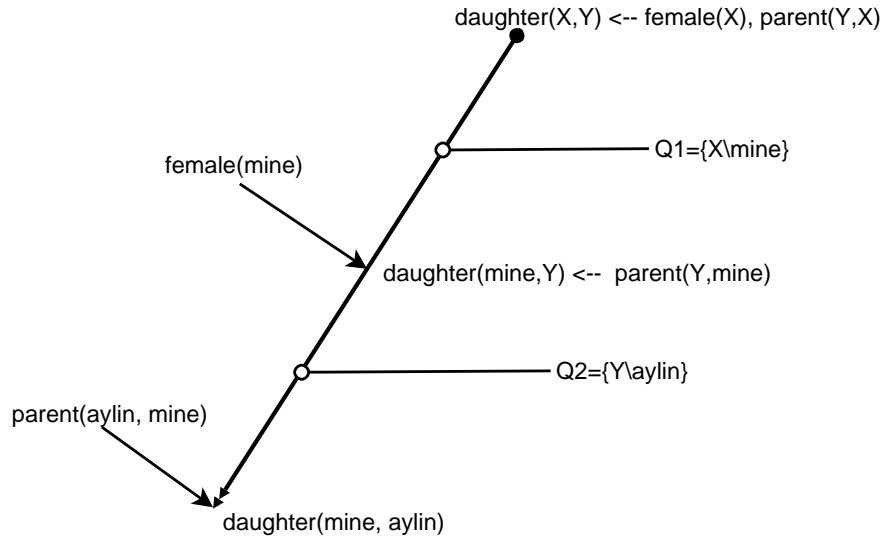 daughter(X,Y) <-- female(X), parent(Y,X)
Q1={X\mine}
female(mine)
daughter(mine,Y) <-- parent(Y,mine)
Q2={Y\aylin}
parent(aylin, mine)
daughter(mine, aylin)